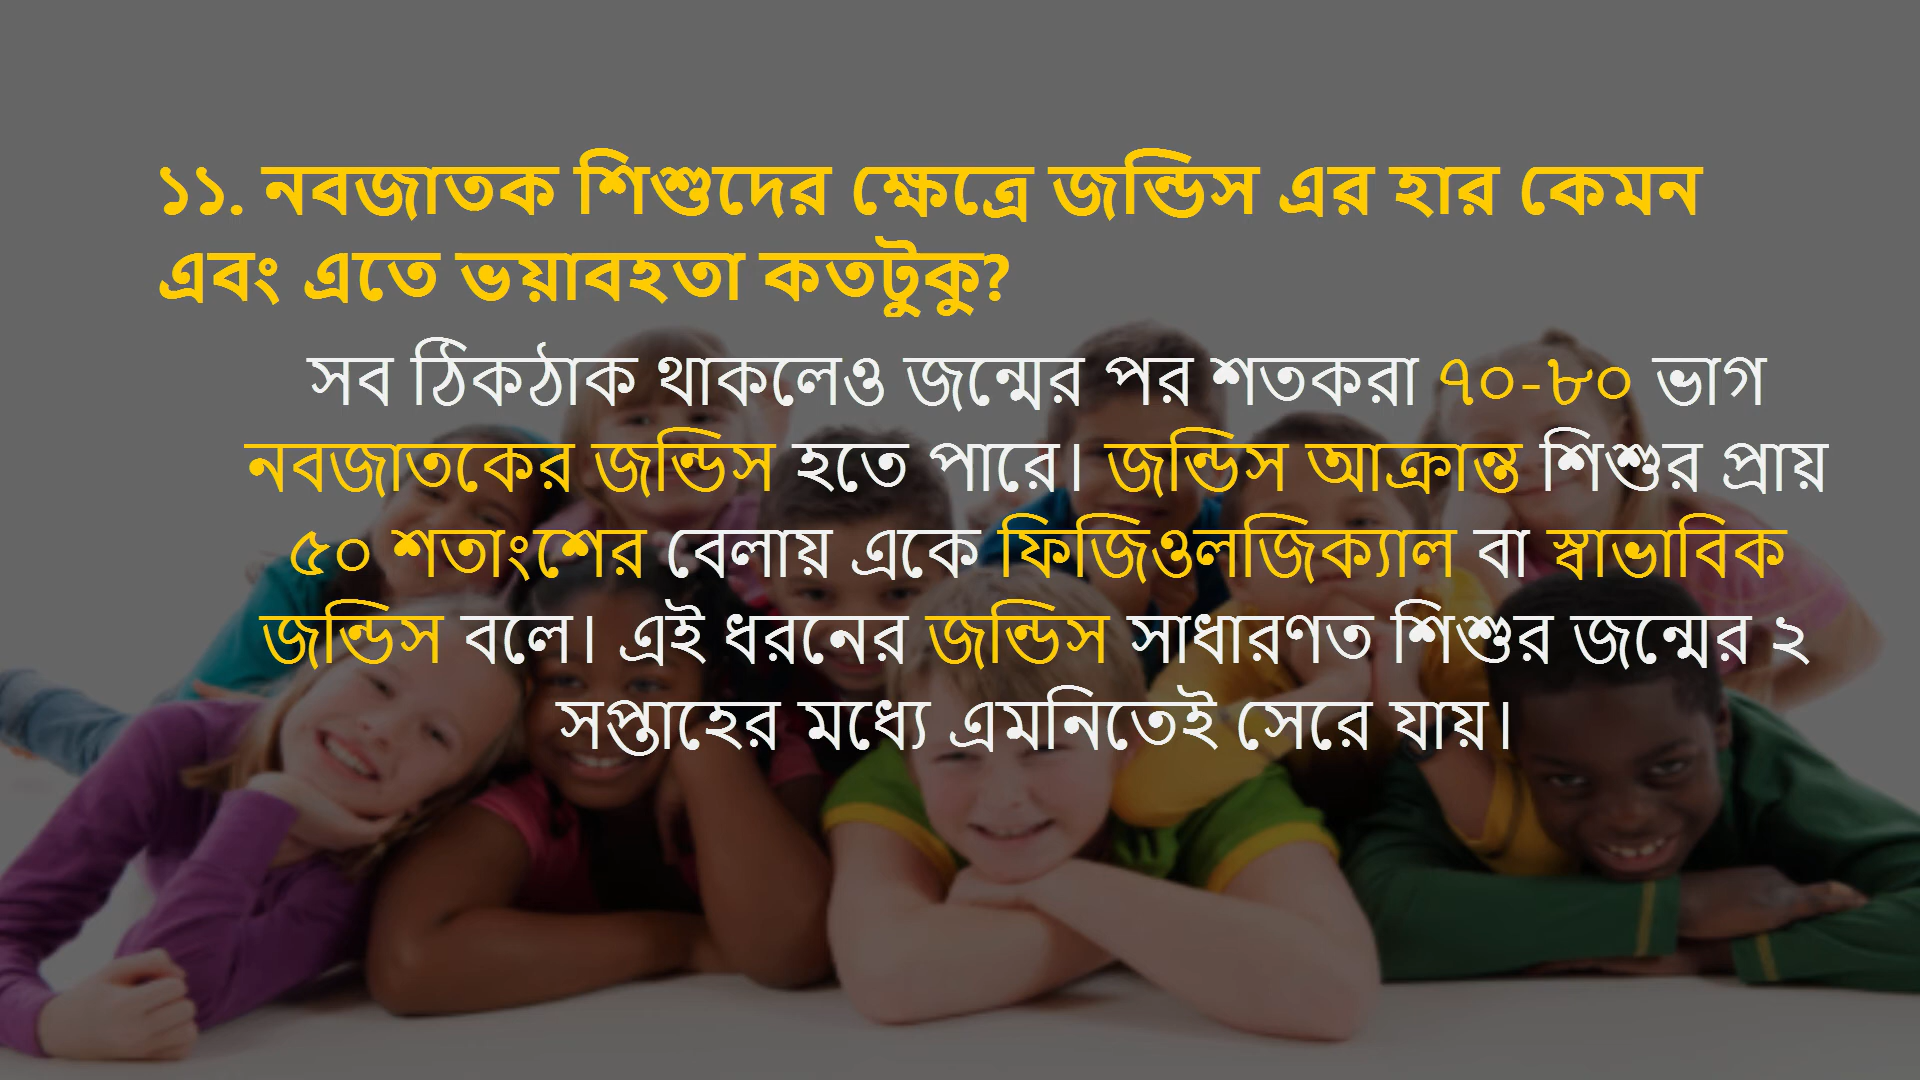 ১১. নবজাতক শিশুদের ক্ষেত্রে জন্ডিস এর হার কেমন
এবং এতে ভয়াবহতা কতটুকু?
সব ঠিকঠাক থাকলেও জন্মের পর শতকরা ৭০-৮০ ভাগ
নবজাতকের জন্ডিস হতে পারে। জন্ডিস আক্রান্ত শিশুর প্রায়
৫০ শতাংশের বেলায় একে ফিজিওলজিক্যাল বা স্বাভাবিক
জন্ডিস বলে। এই ধরনের জন্ডিস সাধারণত শিশুর জন্মের ২
সপ্তাহের মধ্যে এমনিতেই সেরে যায়।